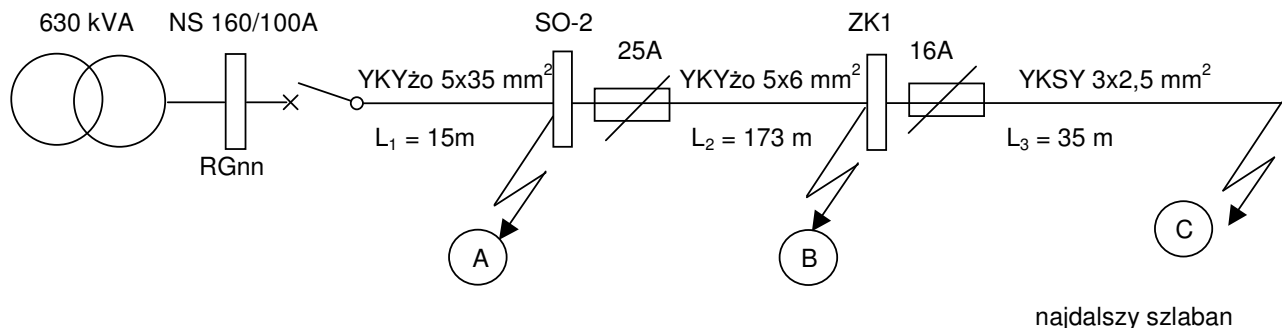 630 kVA NS 160/100A SO-2 ZK1
25A 16A
YKYżo 5x35 mm² YKYżo 5x6 mm² YKSY 3x2,5 mm²
L₁ = 15m L₂ = 173 m L₃ = 35 m
RGnn
A B C
najdalszy szlaban